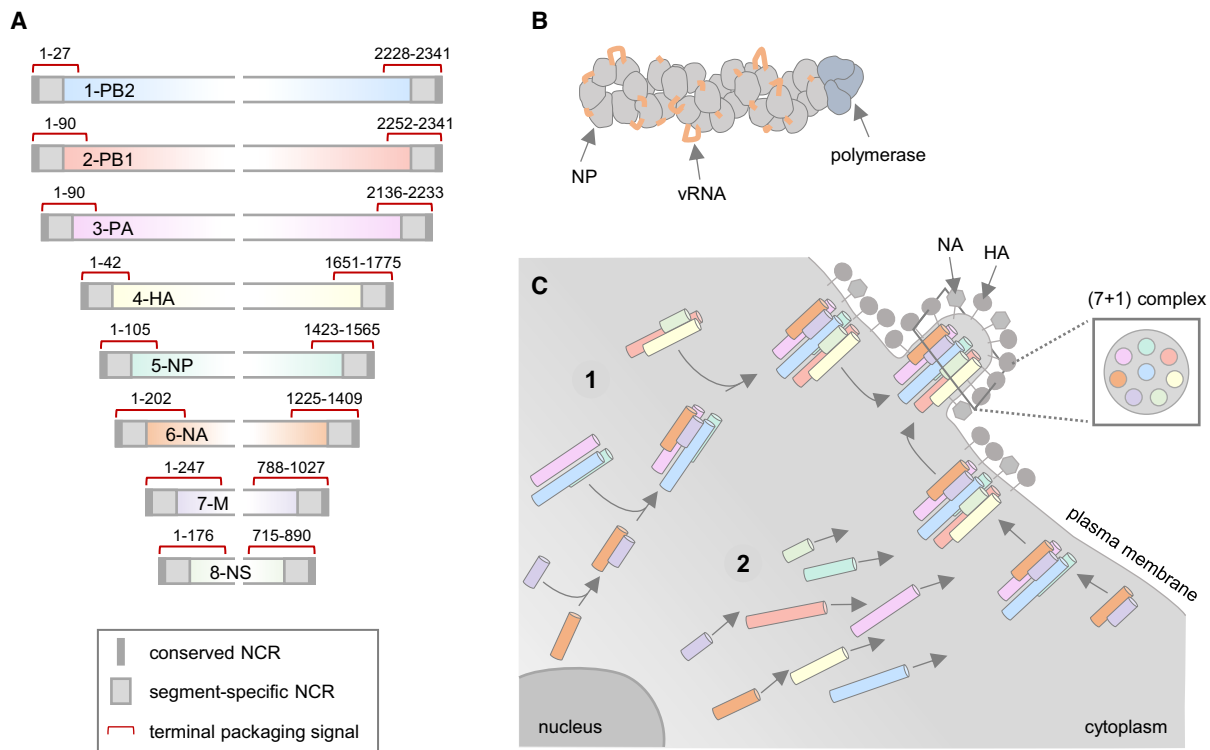 A
1-27
2228-2341
1-PB2
1-90
2252-2341
2-PB1
1-90
2136-2233
3-PA
1-42
1651-1775
4-HA
1-105
1423-1565
5-NP
1-202
1225-1409
6-NA
1-247
788-1027
7-M
1-176
715-890
8-NS
conserved NCR
segment-specific NCR
terminal packaging signal
B
NP
vRNA
polymerase
C
NA
HA
(7+1) complex
1
2
plasma membrane
nucleus
cytoplasm